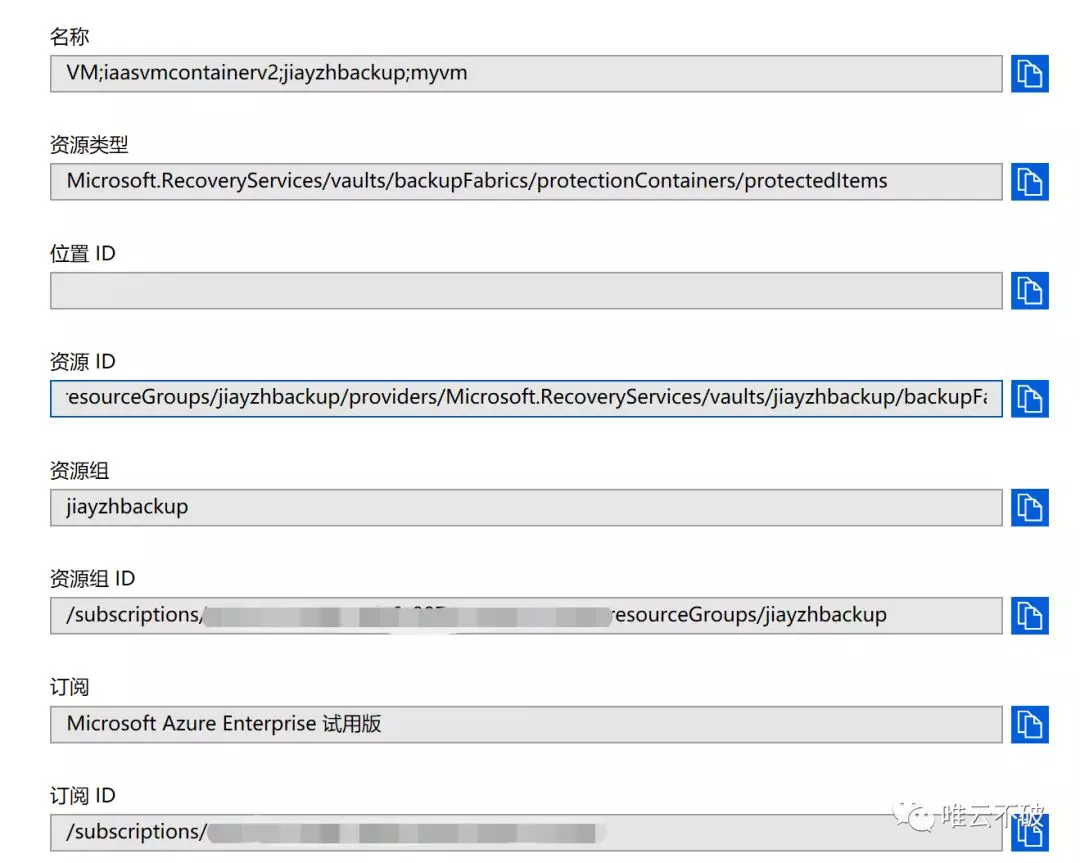 名称
VM;iaasvmcontainerv2;jiayzhbackup;myvm
资源类型
Microsoft.RecoveryServices/vaults/backupFabrics/protectionContainers/protectedItems
位置 ID
资源 ID
esourceGroups/jiayzhbackup/providers/Microsoft.RecoveryServices/vaults/jiayzhbackup/backupFa
资源组
jiayzhbackup
资源组 ID
/subscriptions/ resourceGroups/jiayzhbackup
订阅
Microsoft Azure Enterprise 试用版
订阅 ID
/subscriptions/
唯云不破